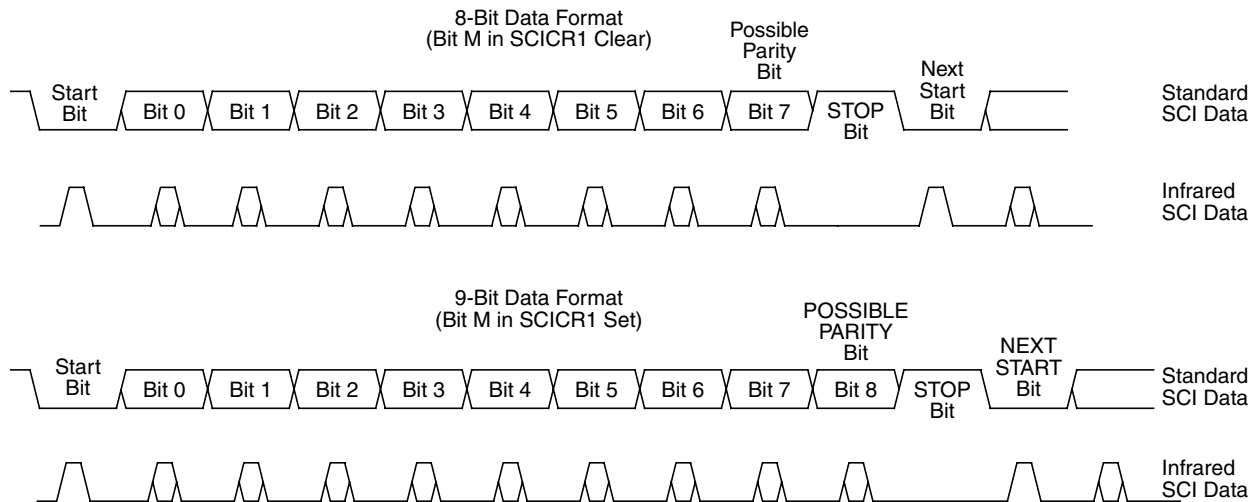 8-Bit Data Format
(Bit M in SCICR1 Clear)
Possible
Parity
Bit
Start
Bit
Bit 0
Bit 1
Bit 2
Bit 3
Bit 4
Bit 5
Bit 6
Bit 7
STOP
Bit
Next
Start
Bit
Standard
SCI Data
Infrared
SCI Data
9-Bit Data Format
(Bit M in SCICR1 Set)
POSSIBLE
PARITY
Bit
Start
Bit
Bit 0
Bit 1
Bit 2
Bit 3
Bit 4
Bit 5
Bit 6
Bit 7
Bit 8
STOP
Bit
NEXT
START
Bit
Standard
SCI Data
Infrared
SCI Data